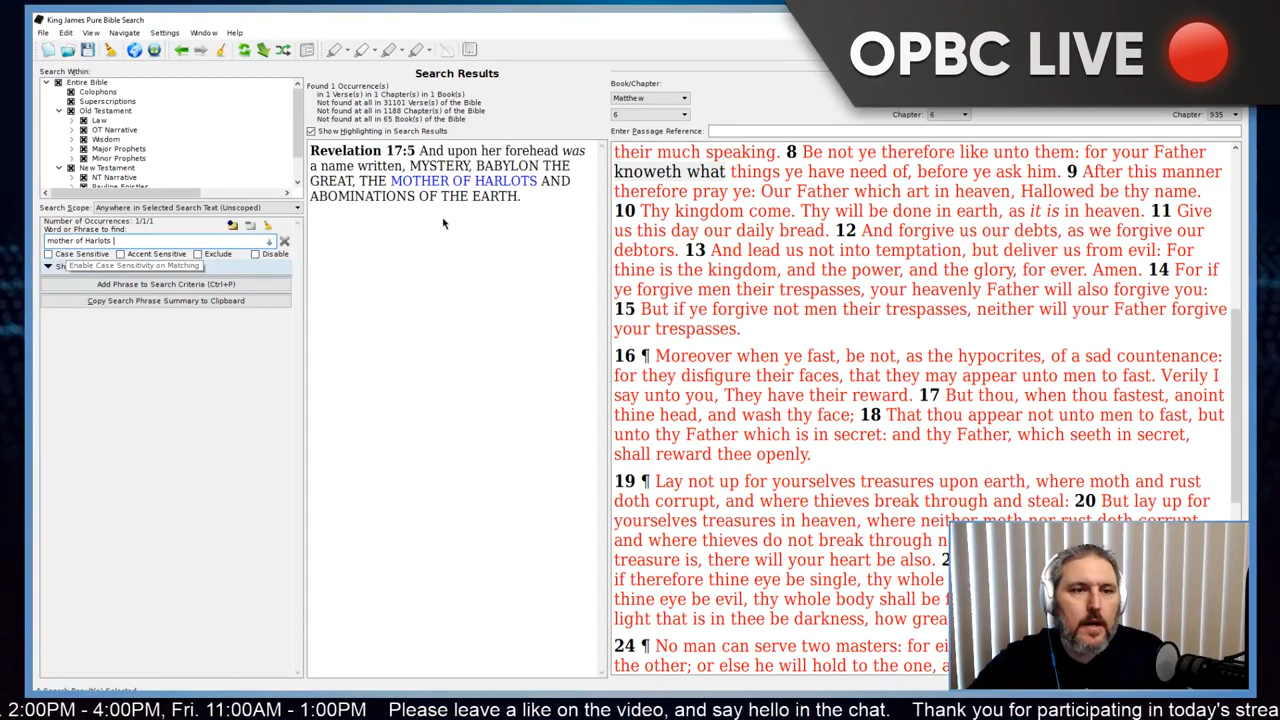 King James Pure Bible Search
File Edit View Navigate Settings Window Help
OPBC LIVE
Search Within:
Entire Bible
Colophons
Superscriptions
Old Testament
Law
OT Narrative
Wisdom
Major Prophets
Minor Prophets
New Testament
NT Narrative
Pauline Epistles
Search Scope: Anywhere in Selected Search Text (Unscoped)
Number of Occurrences: 1/1/1
Word or Phrase to find:
mother of Harlots
Case Sensitive Accent Sensitive Exclude Disable
Enable Case Sensitivity on Matching
Add Phrase to Search Criteria (Ctrl+P)
Copy Search Phrase Summary to Clipboard
Search Results
Found 1 Occurrence(s)
in 1 Verse(s) in 1 Chapter(s) in 1 Book(s)
Not found at all in 31101 Verse(s) of the Bible
Not found at all in 1188 Chapter(s) of the Bible
Not found at all in 65 Book(s) of the Bible
Show Highlighting in Search Results
Revelation 17:5 And upon her forehead was
a name written, MYSTERY, BABYLON THE
GREAT, THE MOTHER OF HARLOTS AND
ABOMINATIONS OF THE EARTH.
Book/Chapter:
Matthew
6 Chapter: 6 935
Enter Passage Reference:
their much speaking. 8 Be not ye therefore like unto them: for your Father
knoweth what things ye have need of, before ye ask him. 9 After this manner
therefore pray ye: Our Father which art in heaven, Hallowed be thy name.
10 Thy kingdom come. Thy will be done in earth, as it is in heaven. 11 Give
us this day our daily bread. 12 And forgive us our debts, as we forgive our
debtors. 13 And lead us not into temptation, but deliver us from evil: For
thine is the kingdom, and the power, and the glory, for ever. Amen. 14 For if
ye forgive men their trespasses, your heavenly Father will also forgive you:
15 But if ye forgive not men their trespasses, neither will your Father forgive
your trespasses.
16 ¶ Moreover when ye fast, be not, as the hypocrites, of a sad countenance:
for they disfigure their faces, that they may appear unto men to fast. Verily I
say unto you, They have their reward. 17 But thou, when thou fastest, anoint
thine head, and wash thy face; 18 That thou appear not unto men to fast, but
unto thy Father which is in secret: and thy Father, which seeth in secret,
shall reward thee openly.
19 ¶ Lay not up for yourselves treasures upon earth, where moth and rust
doth corrupt, and where thieves break through and steal: 20 But lay up for
yourselves treasures in heaven, where neither moth nor rust doth corrupt,
and where thieves do not break through n
treasure is, there will your heart be also.
if therefore thine eye be single, thy whole
thine eye be evil, thy whole body shall be f
light that is in thee be darkness, how grea
24 ¶ No man can serve two masters: for ei
the other; or else he will hold to the one, a
. 2:00PM - 4:00PM, Fri. 11:00AM - 1:00PM Please leave a like on the video, and say hello in the chat. Thank you for participating in today's strea